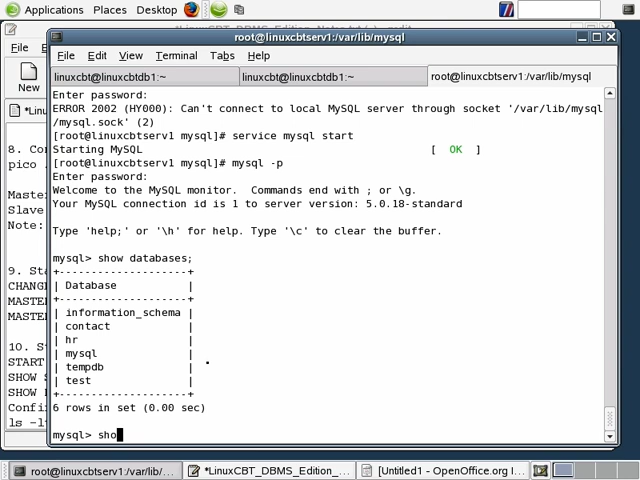 Applications Places Desktop
root@linuxcbtserv1:/var/lib/mysql
File Edit View Terminal Tabs Help
linuxcbt@linuxcbtdb1:~ linuxcbt@linuxcbtdb1:~ root@linuxcbtserv1:/var/lib/mysql
Enter password:
ERROR 2002 (HY000): Can't connect to local MySQL server through socket '/var/lib/mysql
/mysql.sock' (2)
[root@linuxcbtserv1 mysql]# service mysql start
Starting MySQL [ OK ]
[root@linuxcbtserv1 mysql]# mysql -p
Enter password:
Welcome to the MySQL monitor. Commands end with ; or \g.
Your MySQL connection id is 1 to server version: 5.0.18-standard
Type 'help;' or '\h' for help. Type '\c' to clear the buffer.
mysql> show databases;
+--------------------+
| Database |
+--------------------+
| information_schema |
| contact |
| hr |
| mysql |
| tempdb |
| test |
+--------------------+
6 rows in set (0.00 sec)
mysql> sho
File
New
*Linux
8. Con
pico /
Master
Slave
Note:
9. Sta
CHANG
MASTE
MASTE
10. St
START
SHOW S
Confi
ls -l
root@linuxcbtserv1:/var/lib/... *LinuxCBT_DBMS_Edition_... [Untitled1 - OpenOffice.org I...